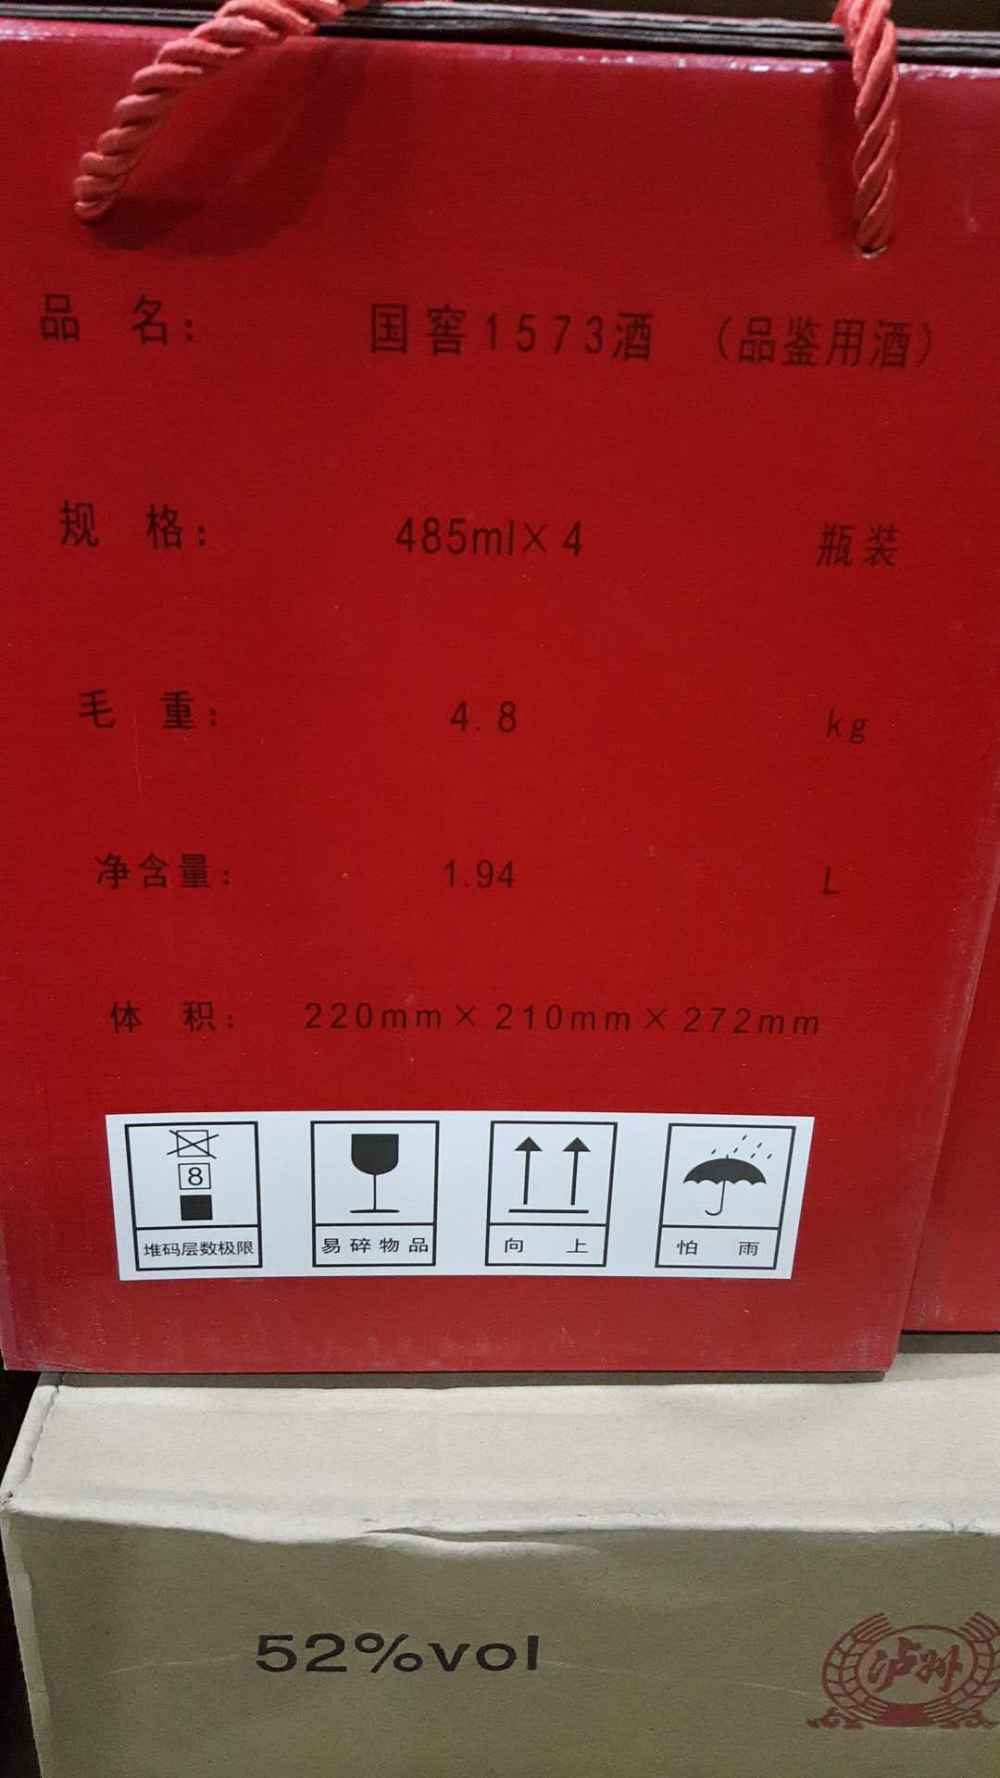 品 名： 国窖1573酒 （品鉴用酒）
规 格： 485ml×4 瓶装
毛 重： 4.8 kg
净含量： 1.94 L
体 积： 220mm×210mm×272mm
8
堆码层数极限 易碎物品 向 上 怕 雨
52%vol
泸州